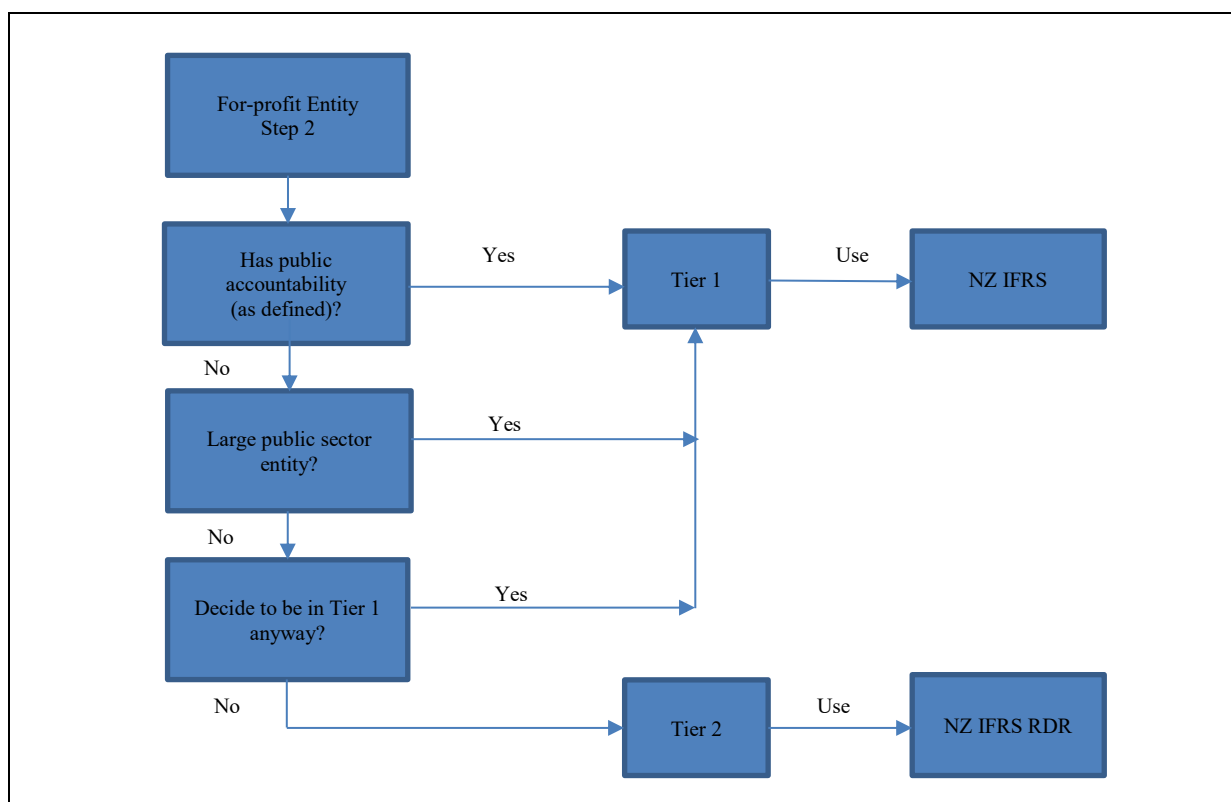 For-profit Entity
Step 2
Has public
accountability
(as defined)?
Yes
Tier 1
Use
NZ IFRS
No
Large public sector
entity?
Yes
No
Decide to be in Tier 1
anyway?
Yes
No
Tier 2
Use
NZ IFRS RDR